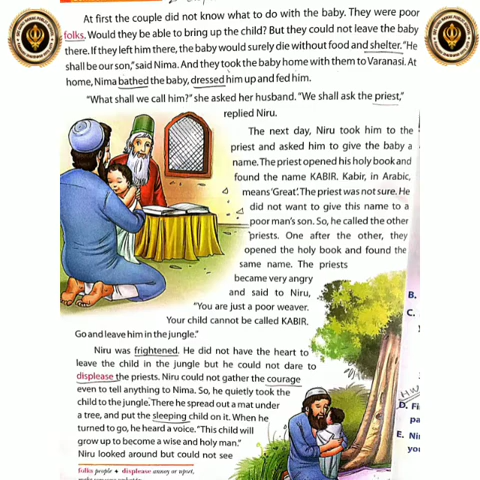 At first the couple did not know what to do with the baby. They were poor
folks. Would they be able to bring up the child? But they could not leave the baby
there. If they left him there, the baby would surely die without food and shelter. "He
shall be our son," said Nima. And they took the baby home with them to Varanasi. At
home, Nima bathed the baby, dressed him up and fed him.
"What shall we call him?" she asked her husband. "We shall ask the priest,"
replied Niru.
The next day, Niru took him to the
priest and asked him to give the baby a
name. The priest opened his holy book and
found the name KABIR. Kabir, in Arabic,
means 'Great'. The priest was not sure. He
did not want to give this name to a
poor man's son. So, he called the other
priests. One after the other, they
opened the holy book and found the
same name. The priests
became very angry
and said to Niru,
"You are just a poor weaver.
Your child cannot be called KABIR.
Go and leave him in the jungle."
Niru was frightened. He did not have the heart to
leave the child in the jungle but he could not dare to
displease the priests. Niru could not gather the courage
even to tell anything to Nima. So, he quietly took the
child to the jungle. There he spread out a mat under
a tree, and put the sleeping child on it. When he
turned to go, he heard a voice. "This child will
grow up to become a wise and holy man."
Niru looked around but could not see
folks people + displease annoy or upset,
B.
C.
HW
D. Fi
pa
E. Nir
you